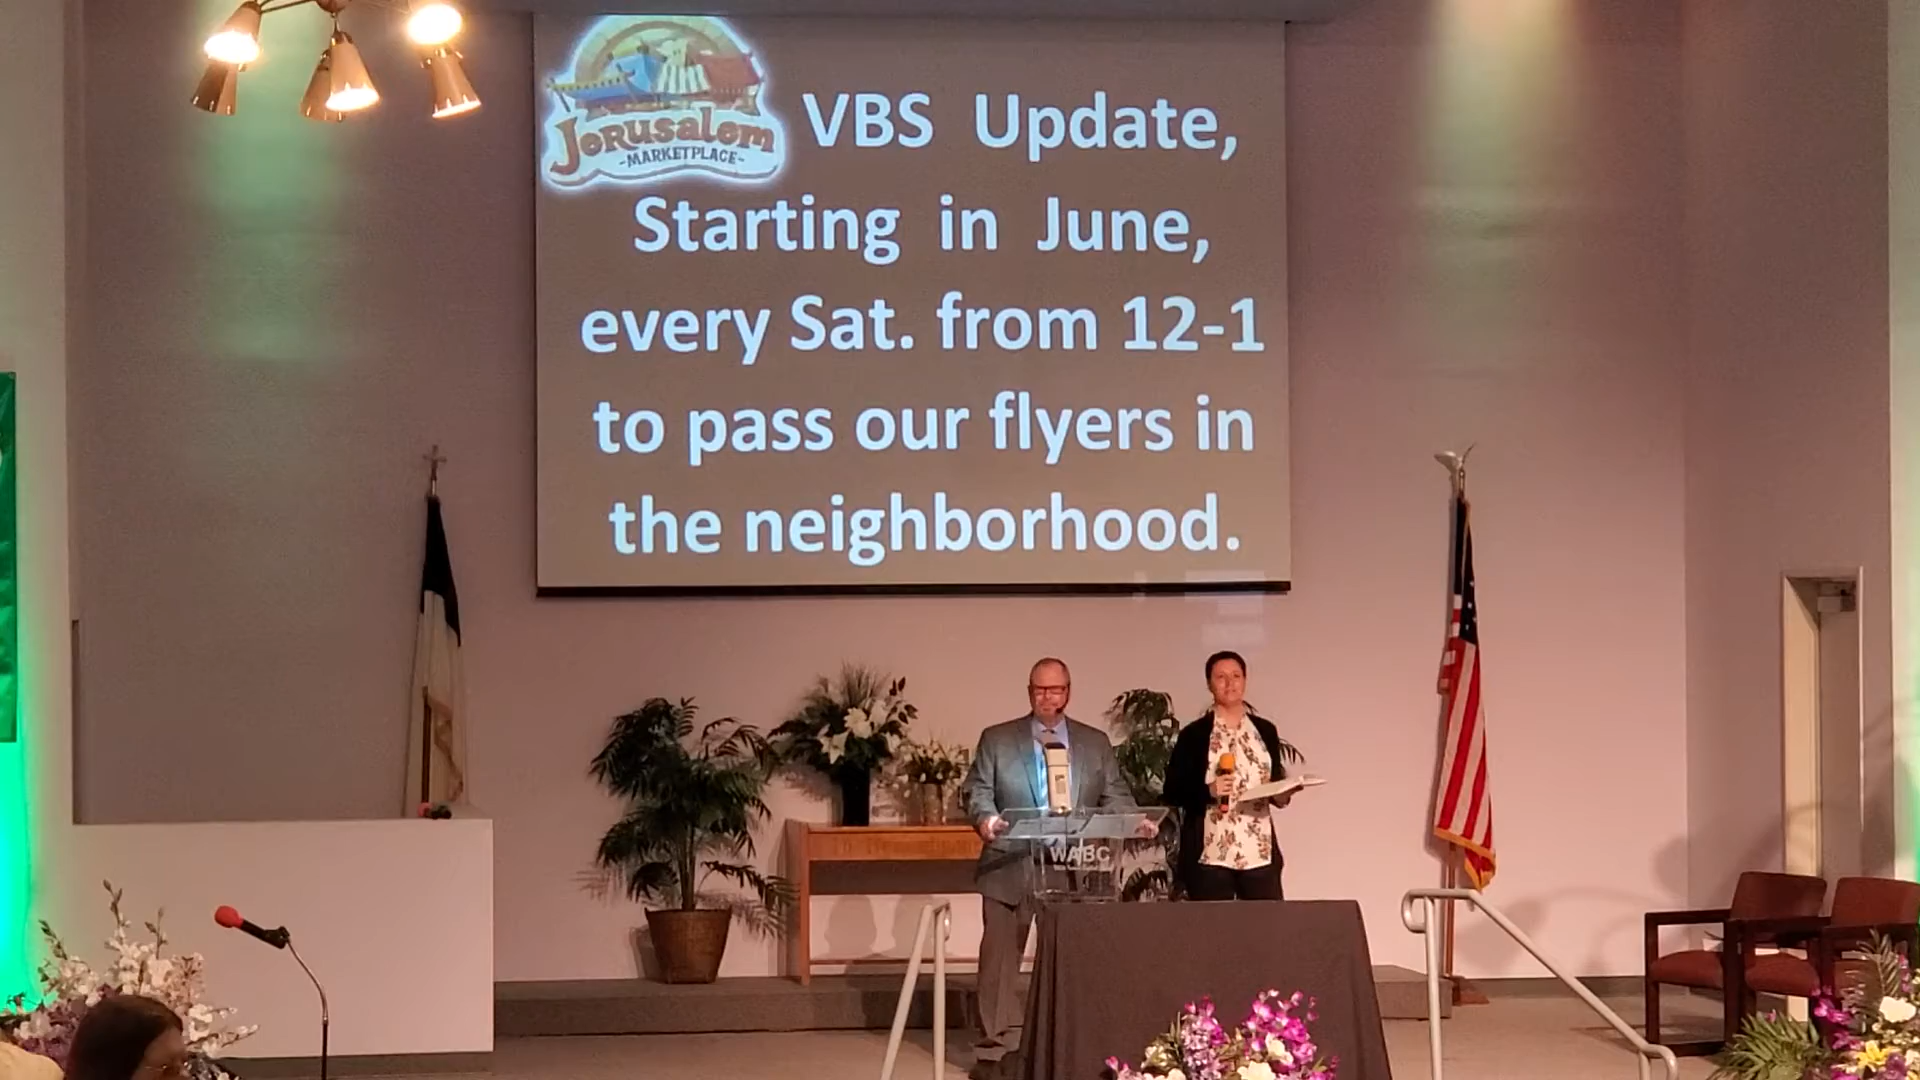 Jerusalem
-MARKETPLACE-
VBS Update,
Starting in June,
every Sat. from 12-1
to pass our flyers in
the neighborhood.
WABC